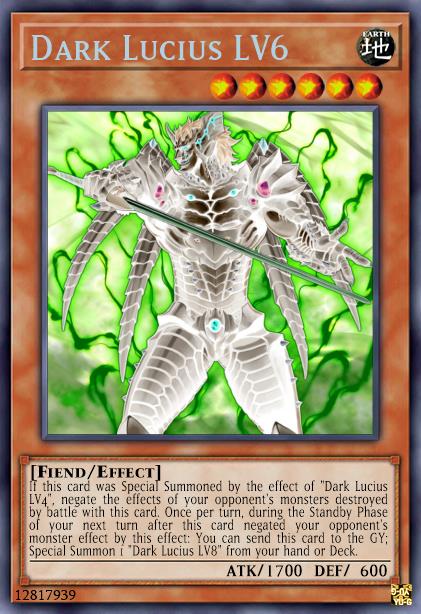 DARK LUCIUS LV6
EARTH
地
[FIEND/EFFECT]
If this card was Special Summoned by the effect of "Dark Lucius
LV4", negate the effects of your opponent's monsters destroyed
by battle with this card. Once per turn, during the Standby Phase
of your next turn after this card negated your opponent's
monster effect by this effect: You can send this card to the GY;
Special Summon 1 "Dark Lucius LV8" from your hand or Deck.
ATK/1700 DEF/ 600
12817939